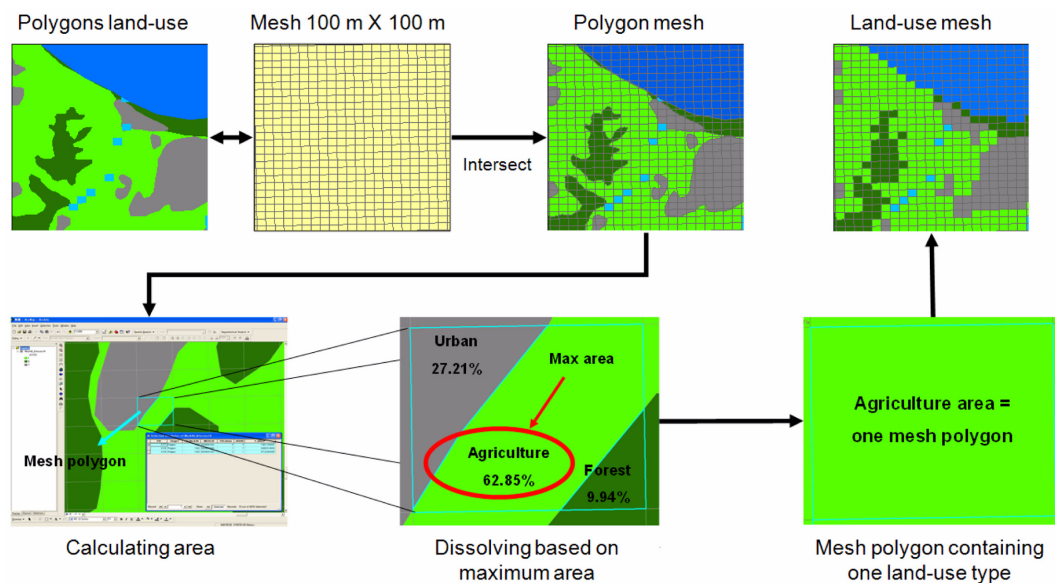 Polygons land-use
Mesh 100 m X 100 m
Polygon mesh
Land-use mesh
Intersect
Mesh polygon
Urban
27.21%
Max area
Agriculture
62.85%
Forest
9.94%
Agriculture area =
one mesh polygon
Calculating area
Dissolving based on
maximum area
Mesh polygon containing
one land-use type